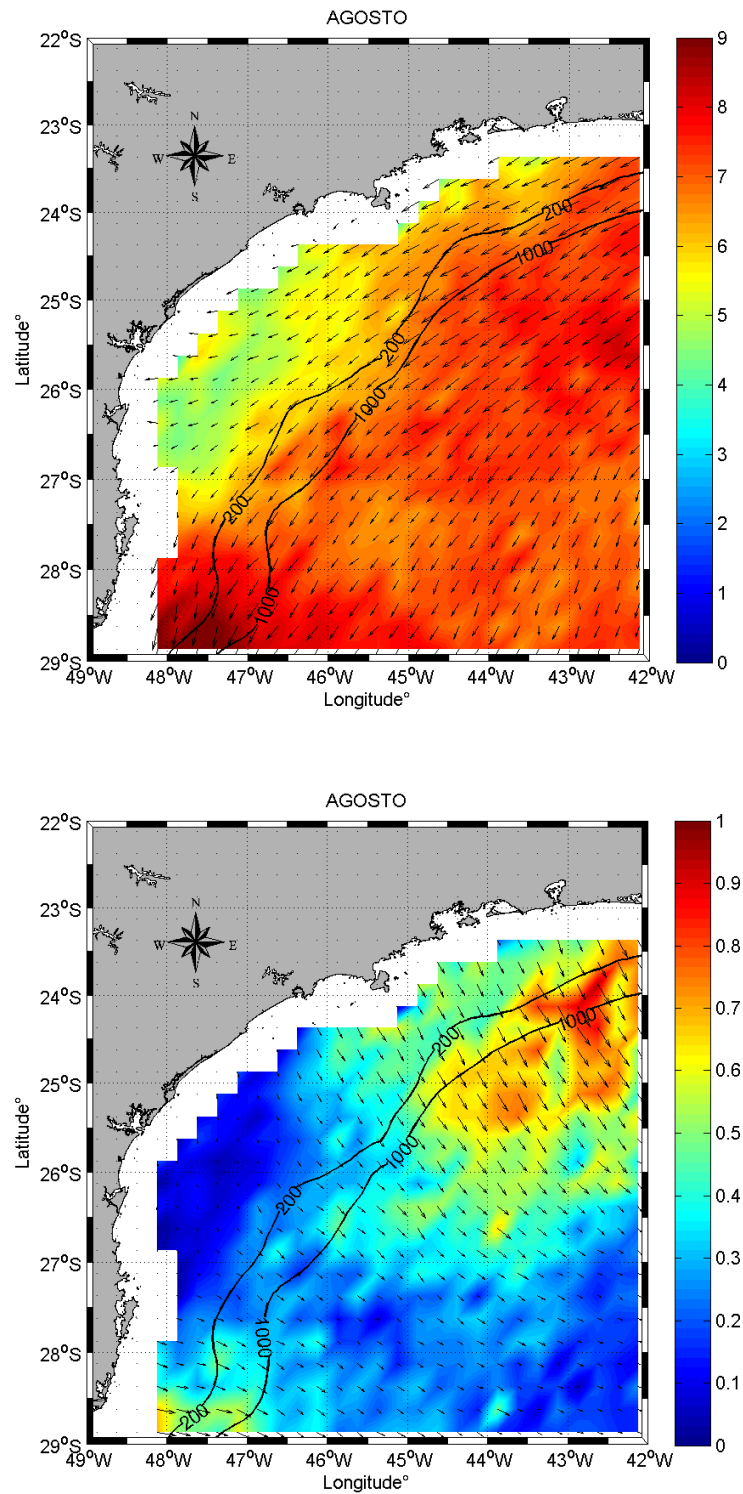 AGOSTO
22°S
23°S
24°S
25°S
26°S
27°S
28°S
29°S
Latitude°
N
W E
S
200
1000
200
1000
200
1000
49°W 48°W 47°W 46°W 45°W 44°W 43°W 42°W
Longitude°
9
8
7
6
5
4
3
2
1
0
AGOSTO
22°S
23°S
24°S
25°S
26°S
27°S
28°S
29°S
Latitude°
N
W E
S
1000
200
1000
200
1000
200
49°W 48°W 47°W 46°W 45°W 44°W 43°W 42°W
Longitude°
1
0.9
0.8
0.7
0.6
0.5
0.4
0.3
0.2
0.1
0